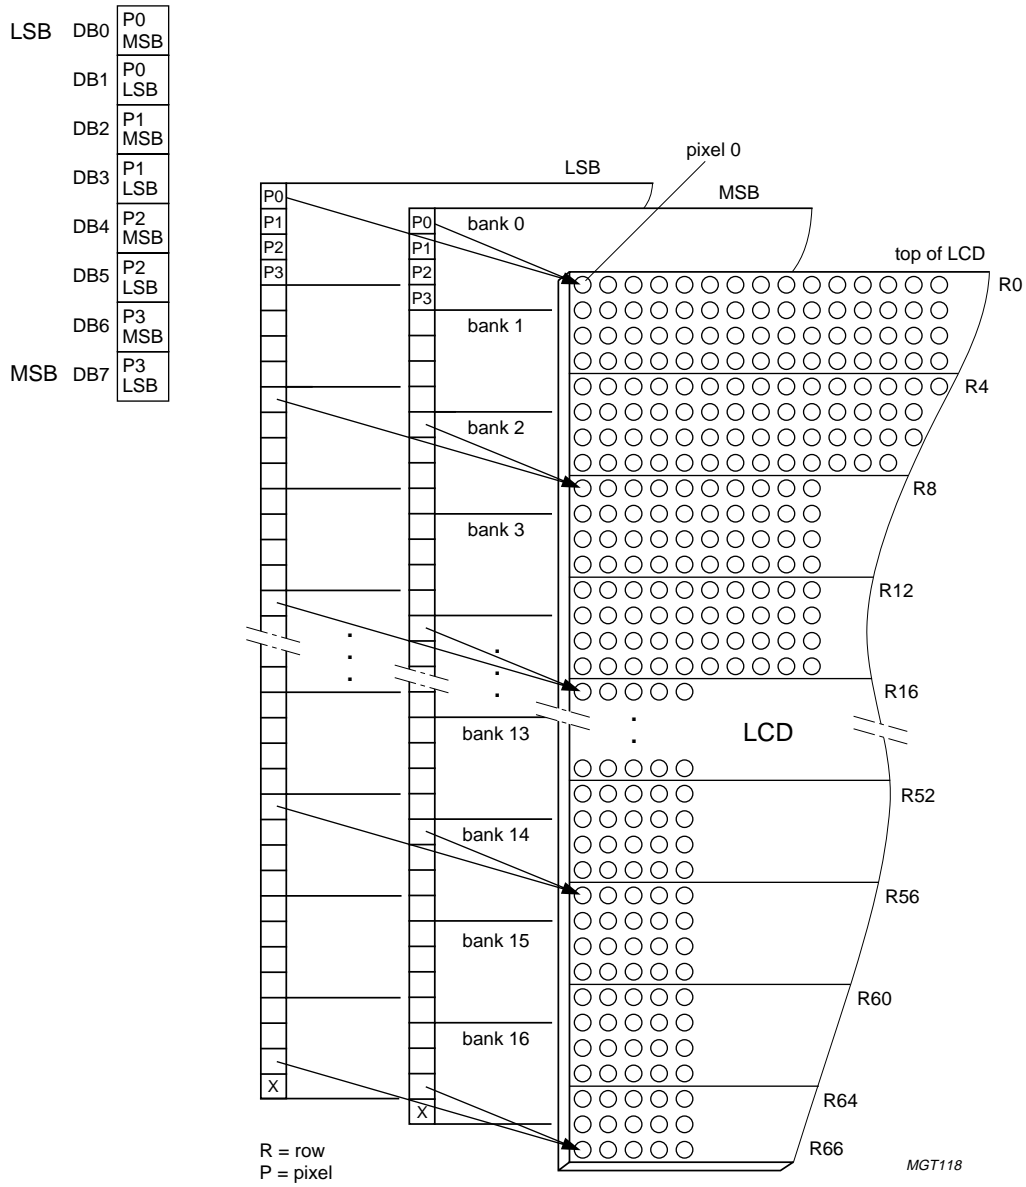 LSB DB0 P0 MSB
DB1 P0 LSB
DB2 P1 MSB
DB3 P1 LSB
DB4 P2 MSB
DB5 P2 LSB
DB6 P3 MSB
MSB DB7 P3 LSB
LSB
P0
P1
P2
P3
X
MSB
P0
P1
P2
P3
X
bank 0
bank 1
bank 2
bank 3
.
.
.
bank 13
bank 14
bank 15
bank 16
pixel 0
top of LCD
R0
R4
R8
R12
R16
LCD
R52
R56
R60
R64
R66
R = row
P = pixel
MGT118